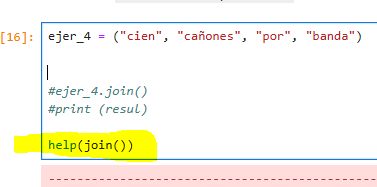 [16]: ejer_4 = ("cien", "cañones", "por", "banda")
#ejer_4.join()
#print (resul)
help(join())
---------------------------------------------